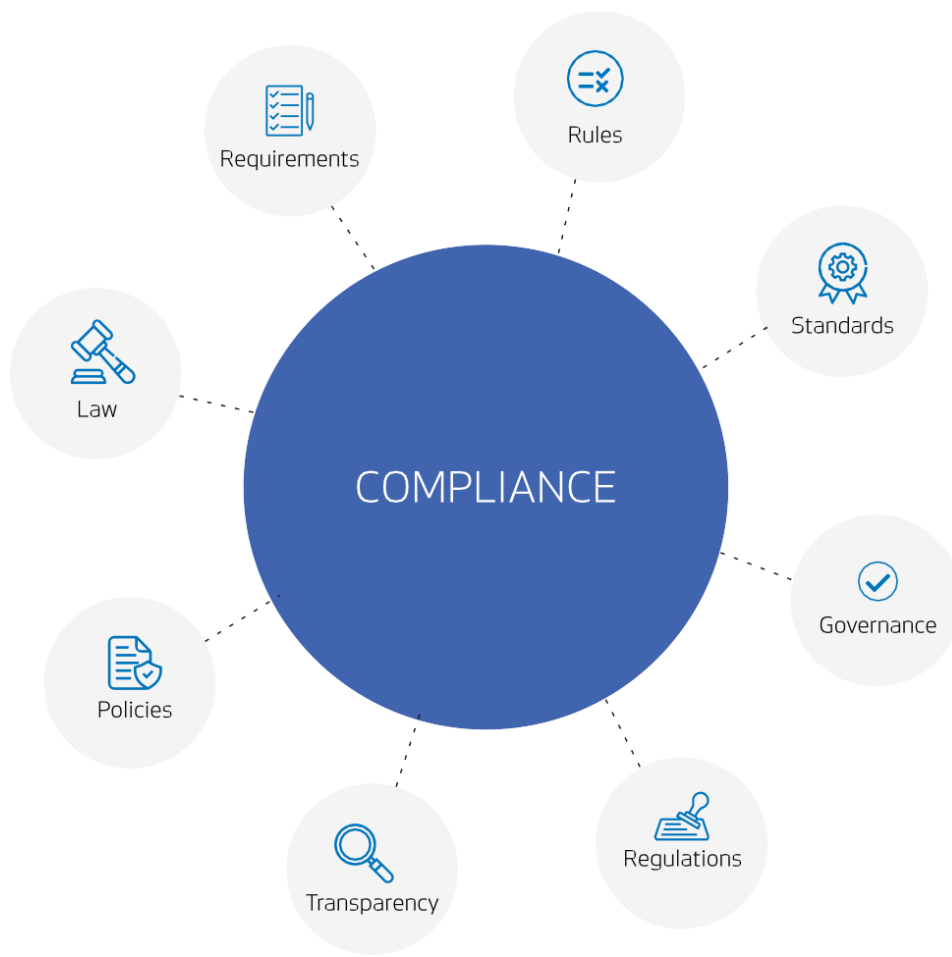 Rules
Requirements
Standards
Law
COMPLIANCE
Governance
Policies
Regulations
Transparency